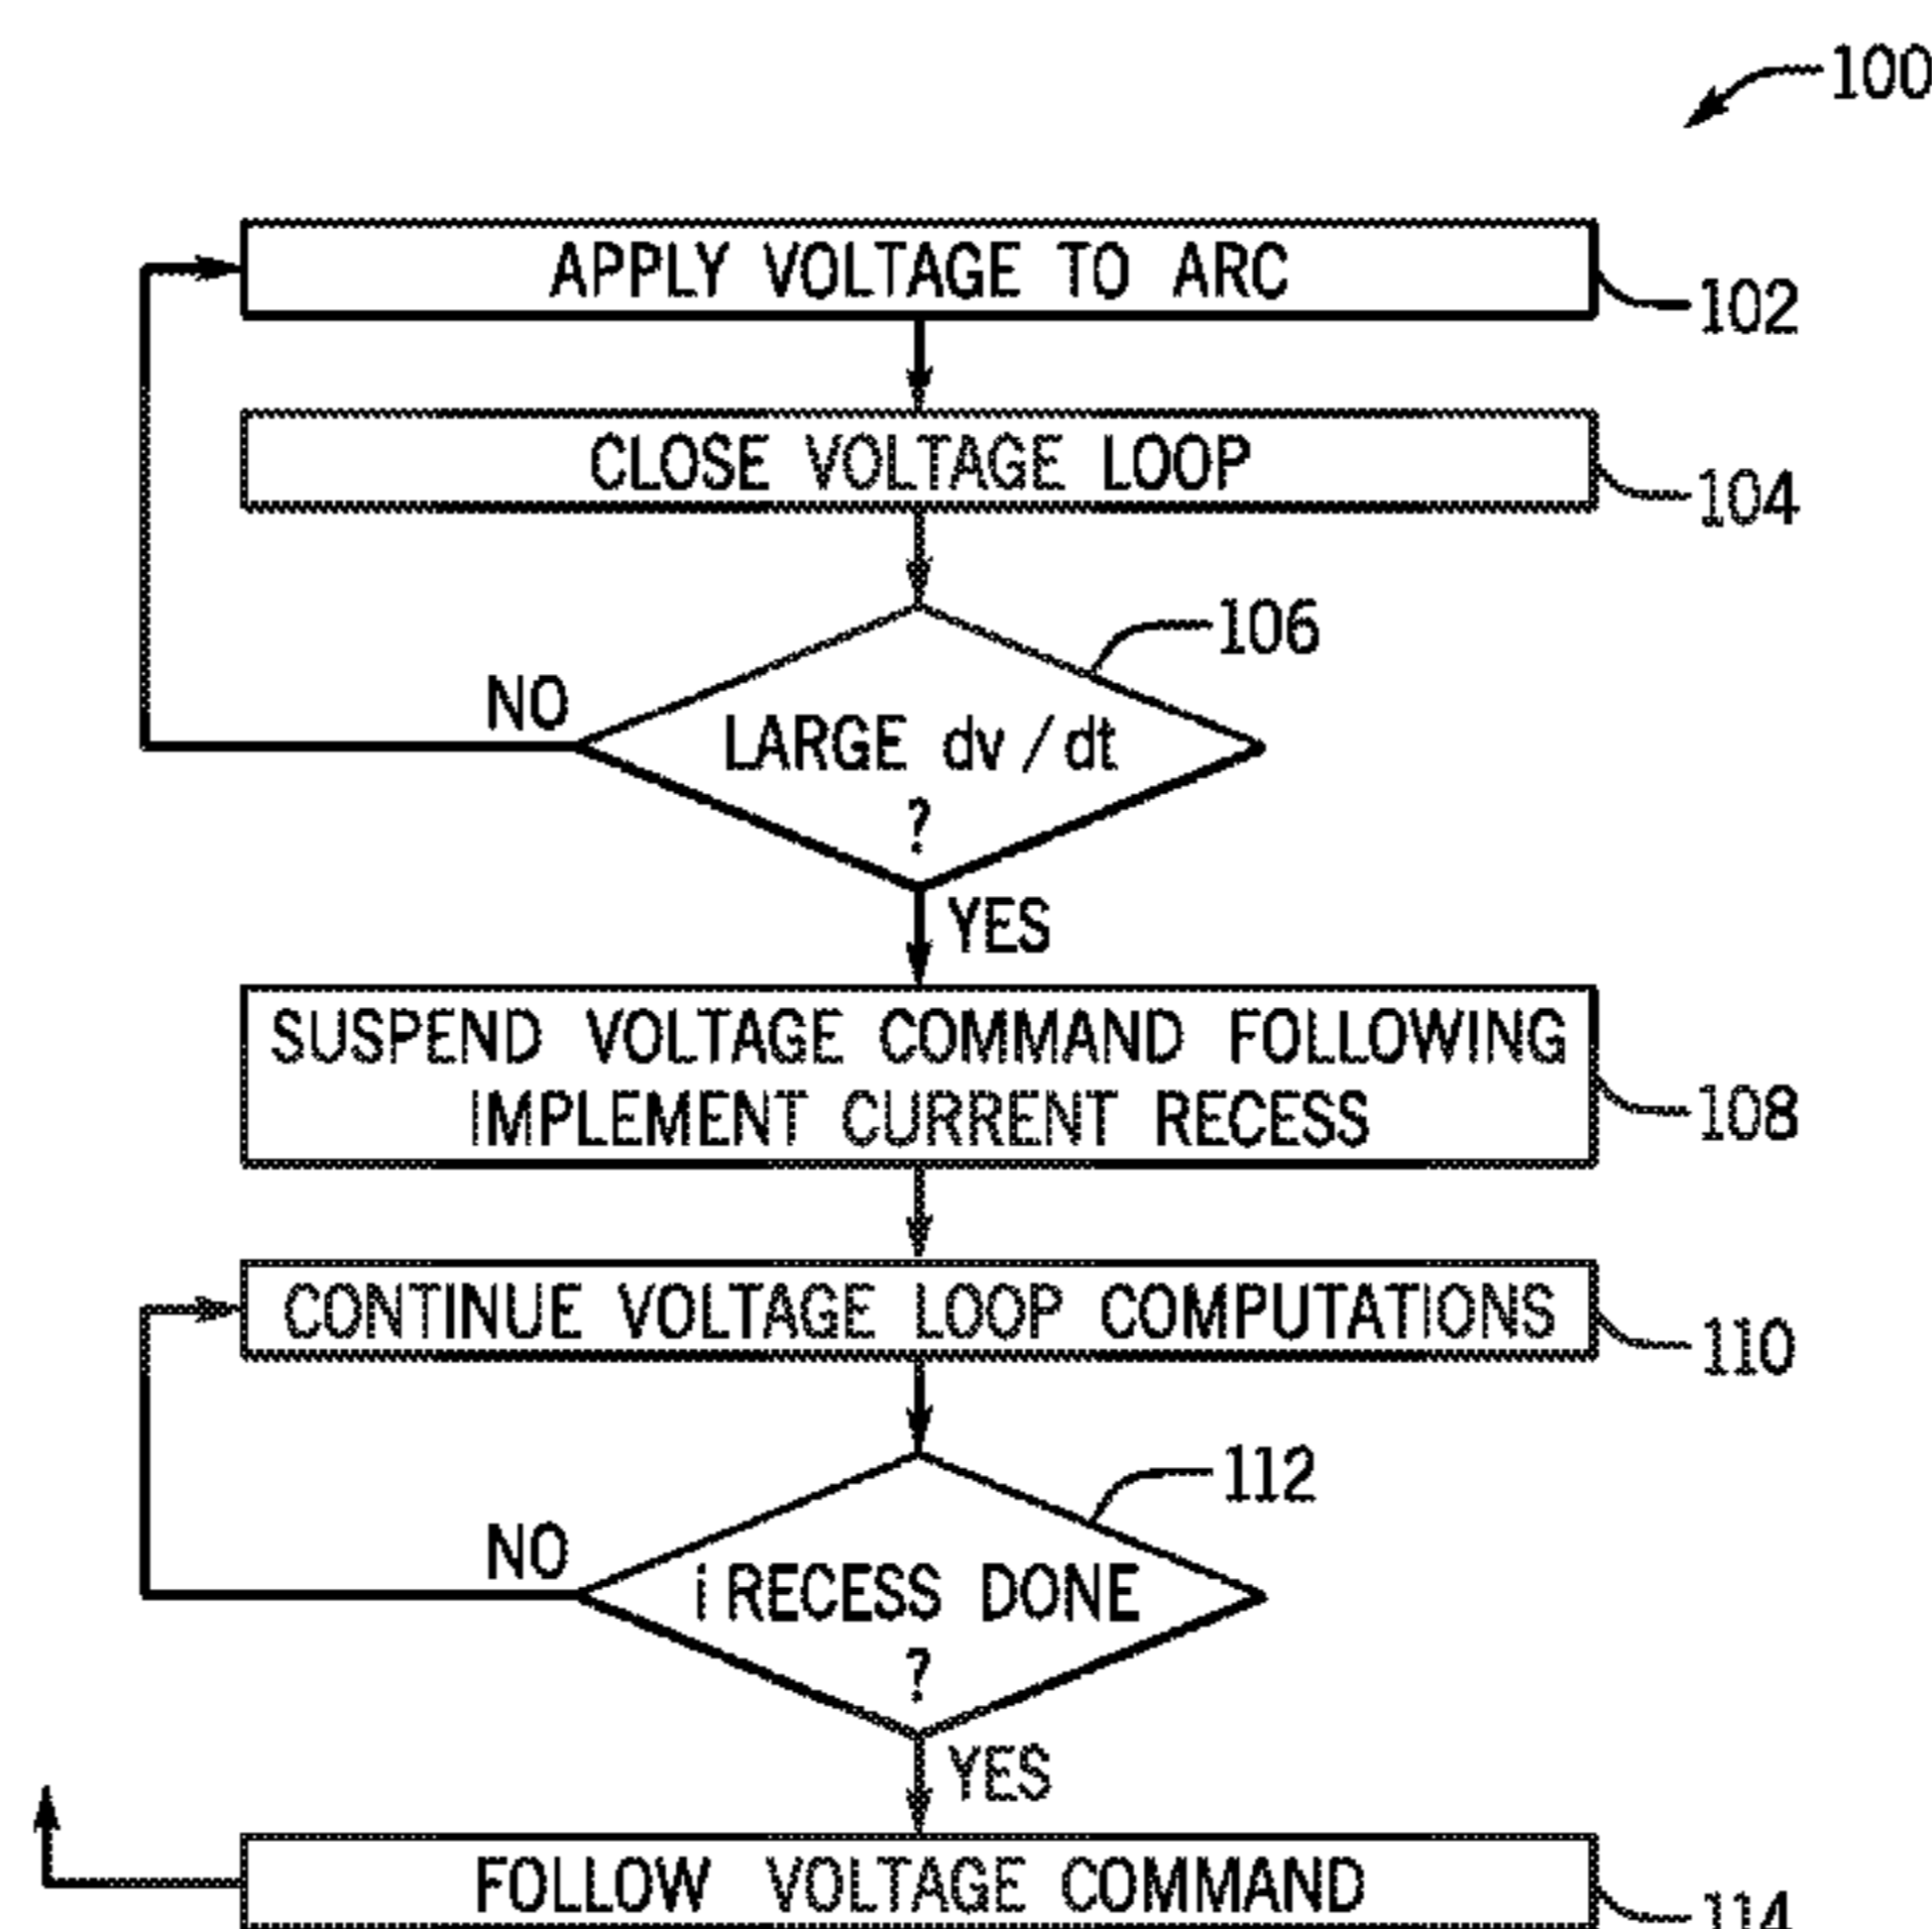 100
APPLY VOLTAGE TO ARC
102
CLOSE VOLTAGE LOOP
104
106
NO
LARGE dv/dt
?
YES
SUSPEND VOLTAGE COMMAND FOLLOWING
IMPLEMENT CURRENT RECESS
108
CONTINUE VOLTAGE LOOP COMPUTATIONS
110
112
NO
i RECESS DONE
?
YES
FOLLOW VOLTAGE COMMAND
114